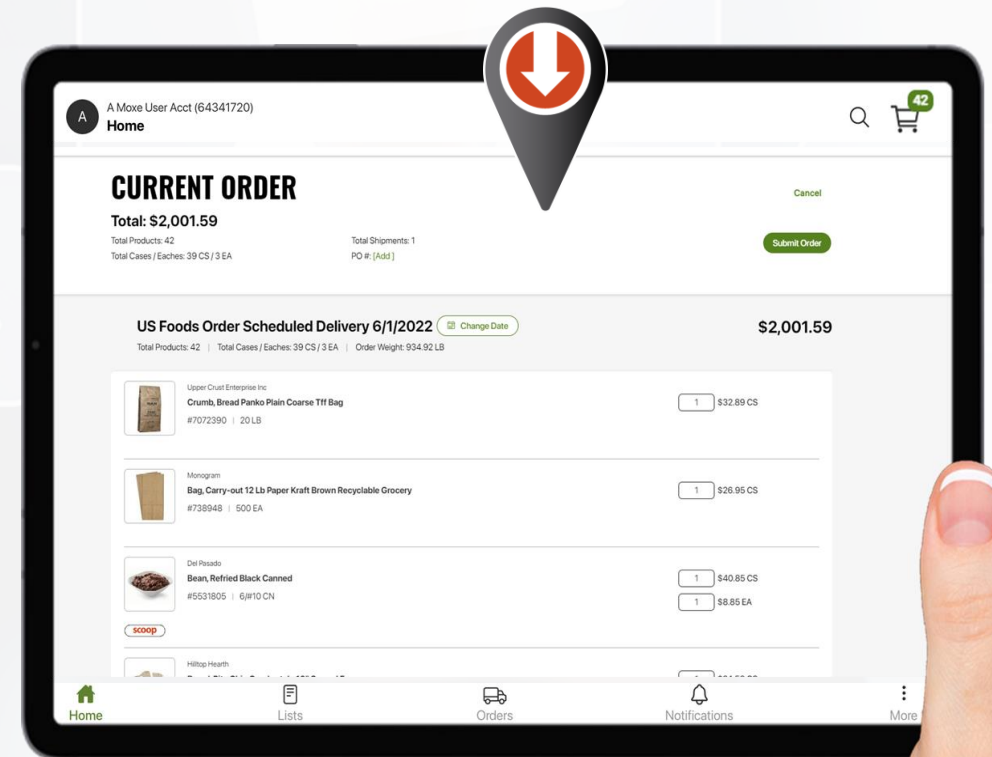 A
A Moxe User Acct (64341720)
Home
42
CURRENT ORDER
Cancel
Total: $2,001.59
Total Products: 42
Total Shipments: 1
Submit Order
Total Cases / Eaches: 39 CS / 3 EA
PO #: [Add ]
US Foods Order Scheduled Delivery 6/1/2022
Change Date
$2,001.59
Total Products: 42 | Total Cases / Eaches: 39 CS / 3 EA | Order Weight: 934.92 LB
Upper Crust Enterprise Inc
Crumb, Bread Panko Plain Coarse Tff Bag
1 $32.89 CS
#7072390 | 20 LB
Monogram
Bag, Carry-out 12 Lb Paper Kraft Brown Recyclable Grocery
1 $26.95 CS
#738948 | 500 EA
Del Pasado
Bean, Refried Black Canned
1 $40.85 CS
#5531805 | 6/#10 CN
1 $8.85 EA
scoop
Hilltop Hearth
Home
Lists
Orders
Notifications
More